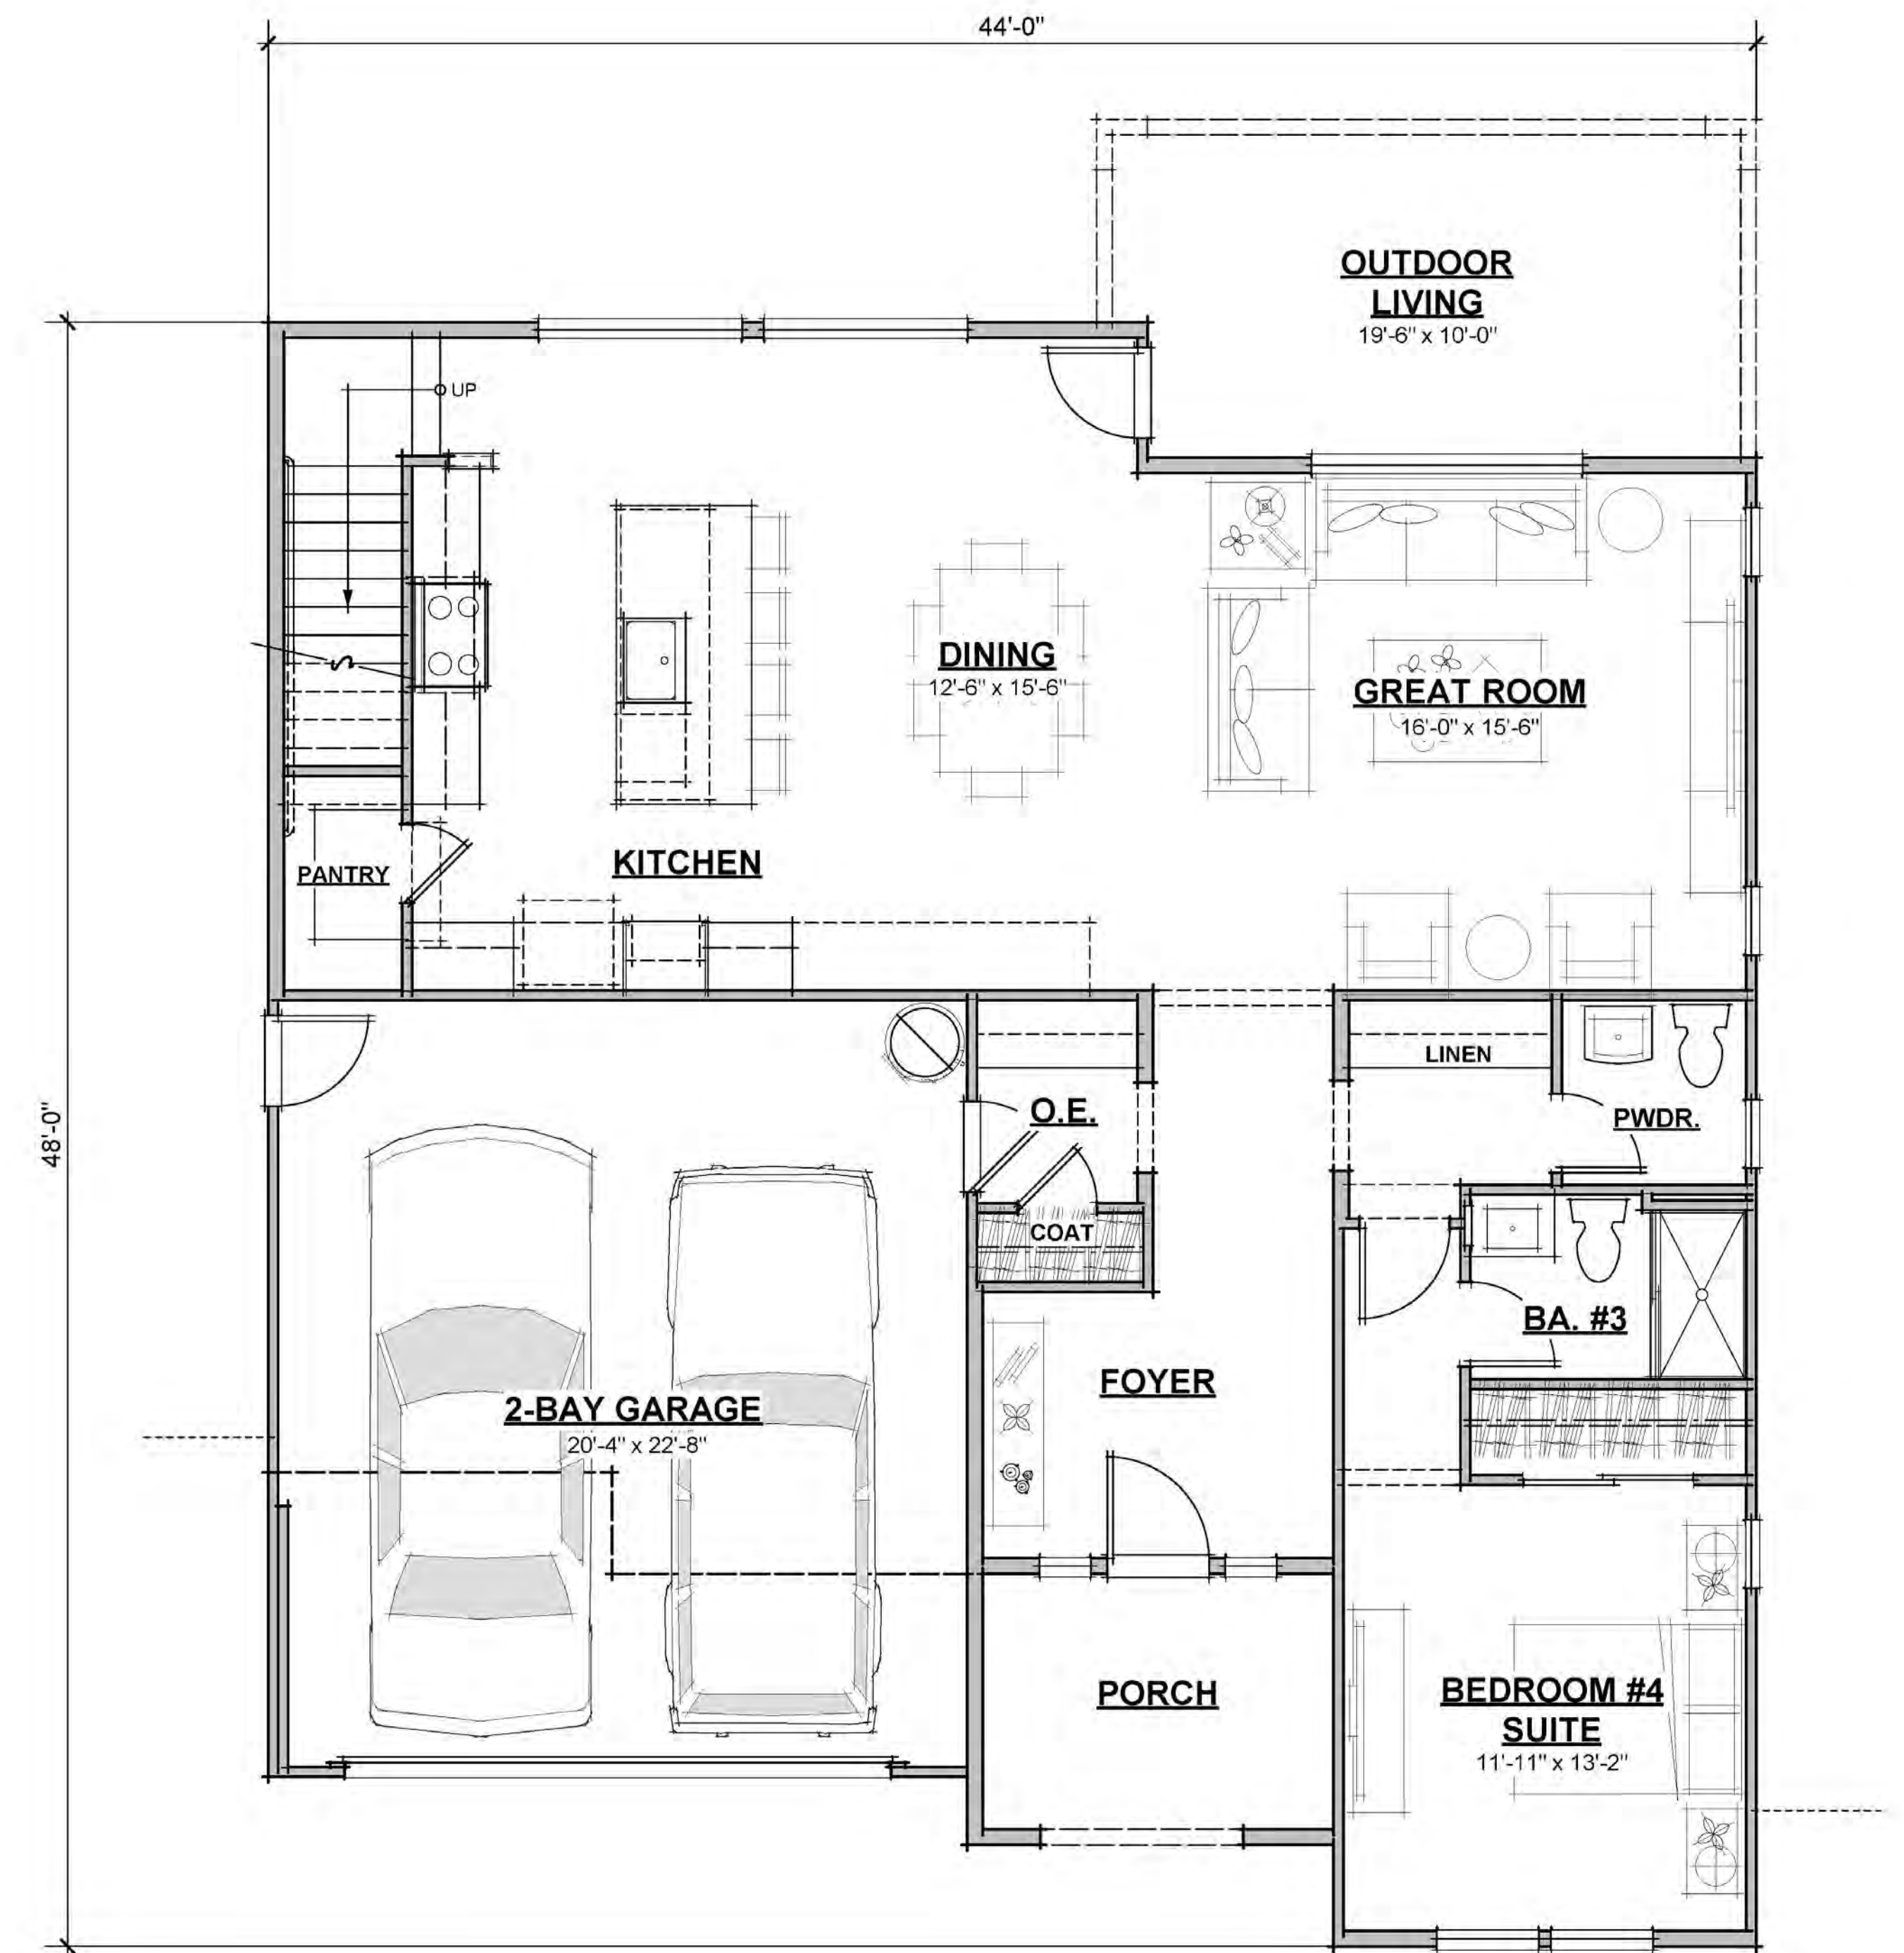 44'-0"
OUTDOOR
LIVING
19'-6" x 10'-0"
UP
DINING
12'-6" x 15'-6"
GREAT ROOM
16'-0" x 15'-6"
PANTRY
KITCHEN
48'-0"
LINEN
O.E.
PWDR.
COAT
BA. #3
FOYER
2-BAY GARAGE
20'-4" x 22'-8"
PORCH
BEDROOM #4
SUITE
11'-11" x 13'-2"